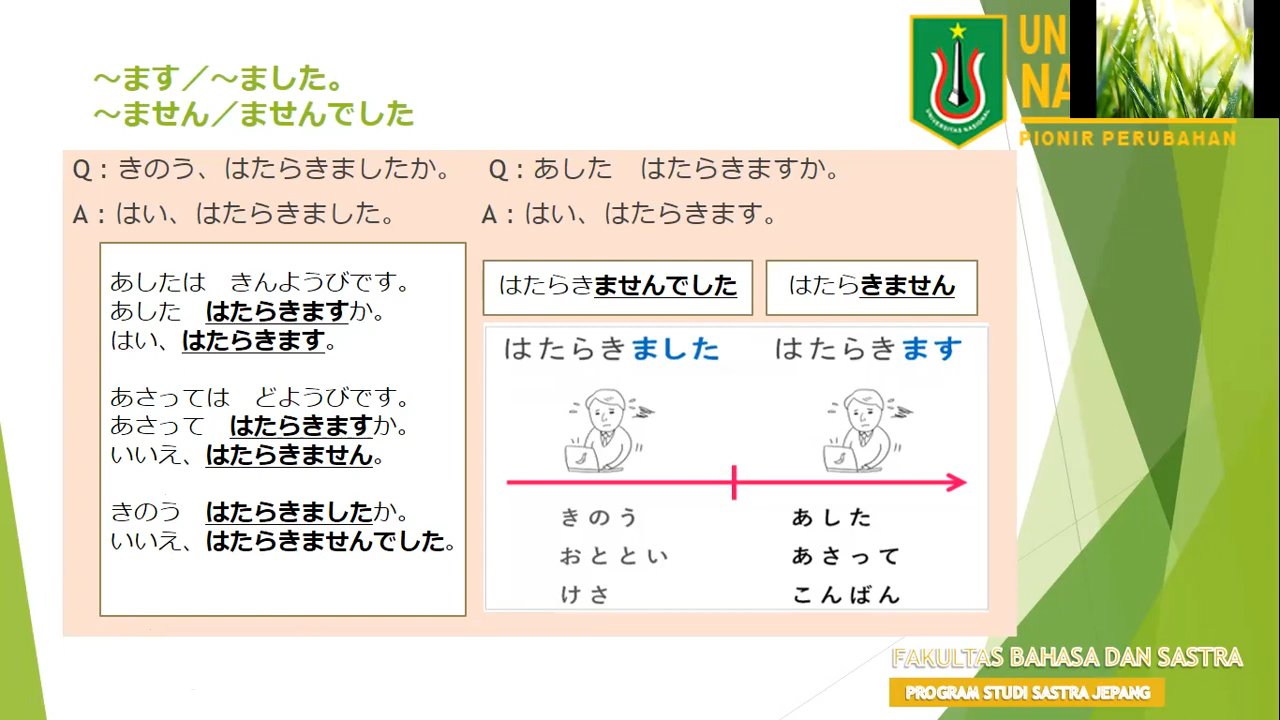 ～ます／～ました。
～ません／ませんでした
UN
NA
PIONIR PERUBAHAN
UNIVERSITAS NASIONAL
Q：きのう、はたらきましたか。 Q：あした　はたらきますか。
A：はい、はたらきました。 A：はい、はたらきます。
あしたは　きんようびです。
あした　はたらきますか。
はい、はたらきます。
あさっては　どようびです。
あさって　はたらきますか。
いいえ、はたらきません。
きのう　はたらきましたか。
いいえ、はたらきませんでした。
はたらきませんでした
はたらきません
はたらきました はたらきます
きのう あした
おととい あさって
けさ こんばん
FAKULTAS BAHASA DAN SASTRA
PROGRAM STUDI SASTRA JEPANG